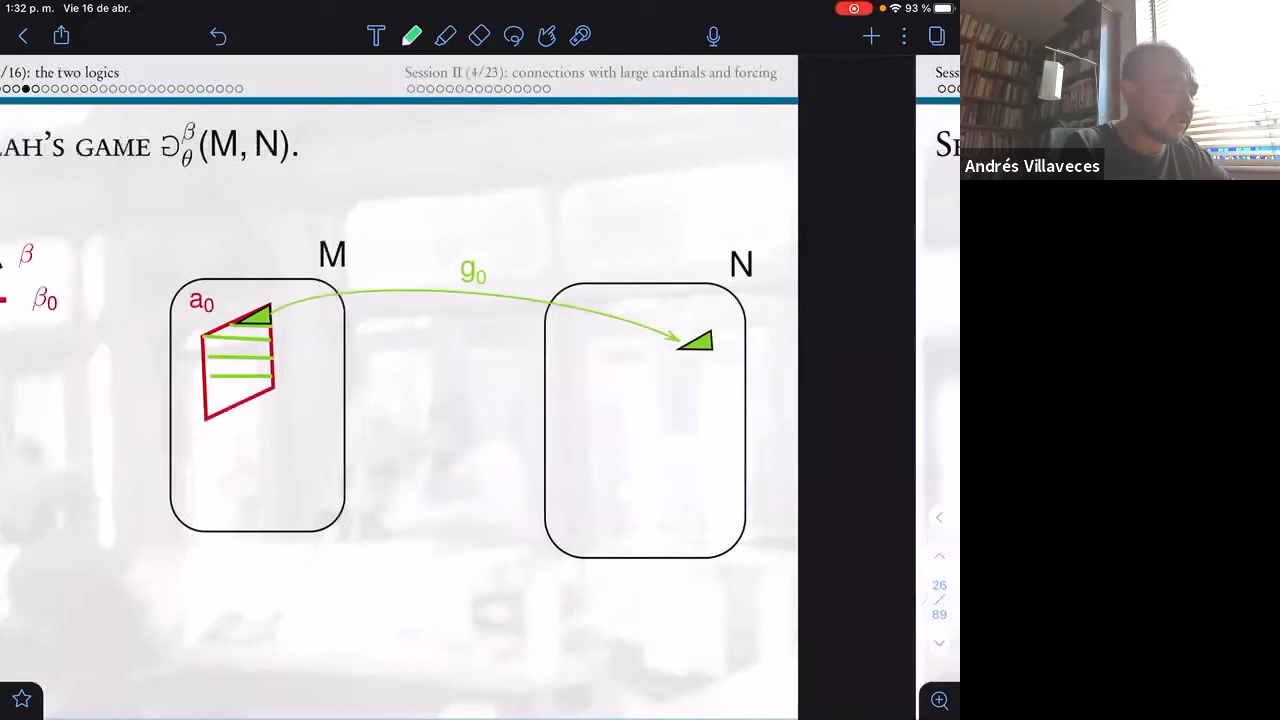 1:32 p. m. Vie 16 de abr.
93 %
/16): the two logics
Session II (4/23): connections with large cardinals and forcing
Sess
AH'S GAME ⅁^β_θ(M, N).
β
β₀
M
N
a₀
g₀
Andrés Villaveces
26
/
89